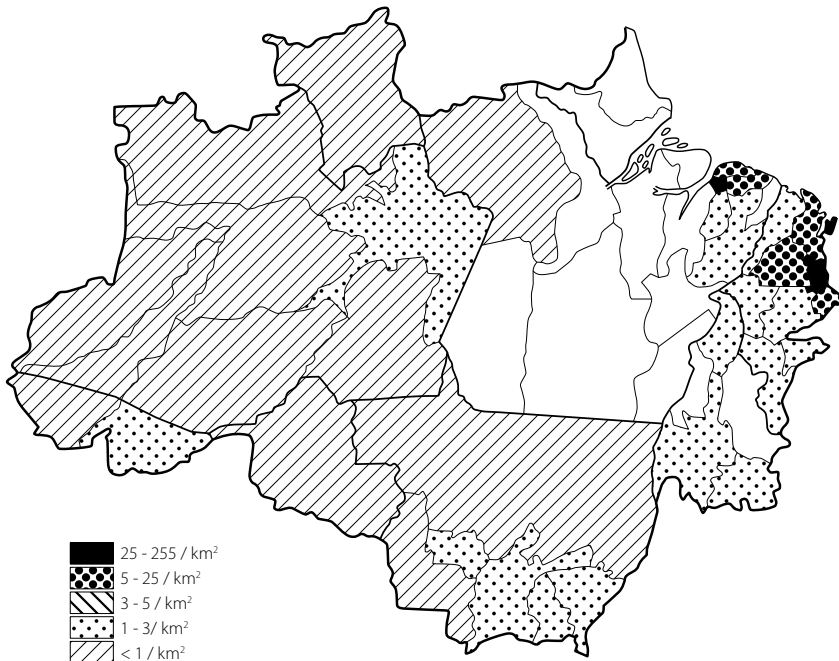 25 - 255 / km²
5 - 25 / km²
3 - 5 / km²
1 - 3/ km²
< 1 / km²